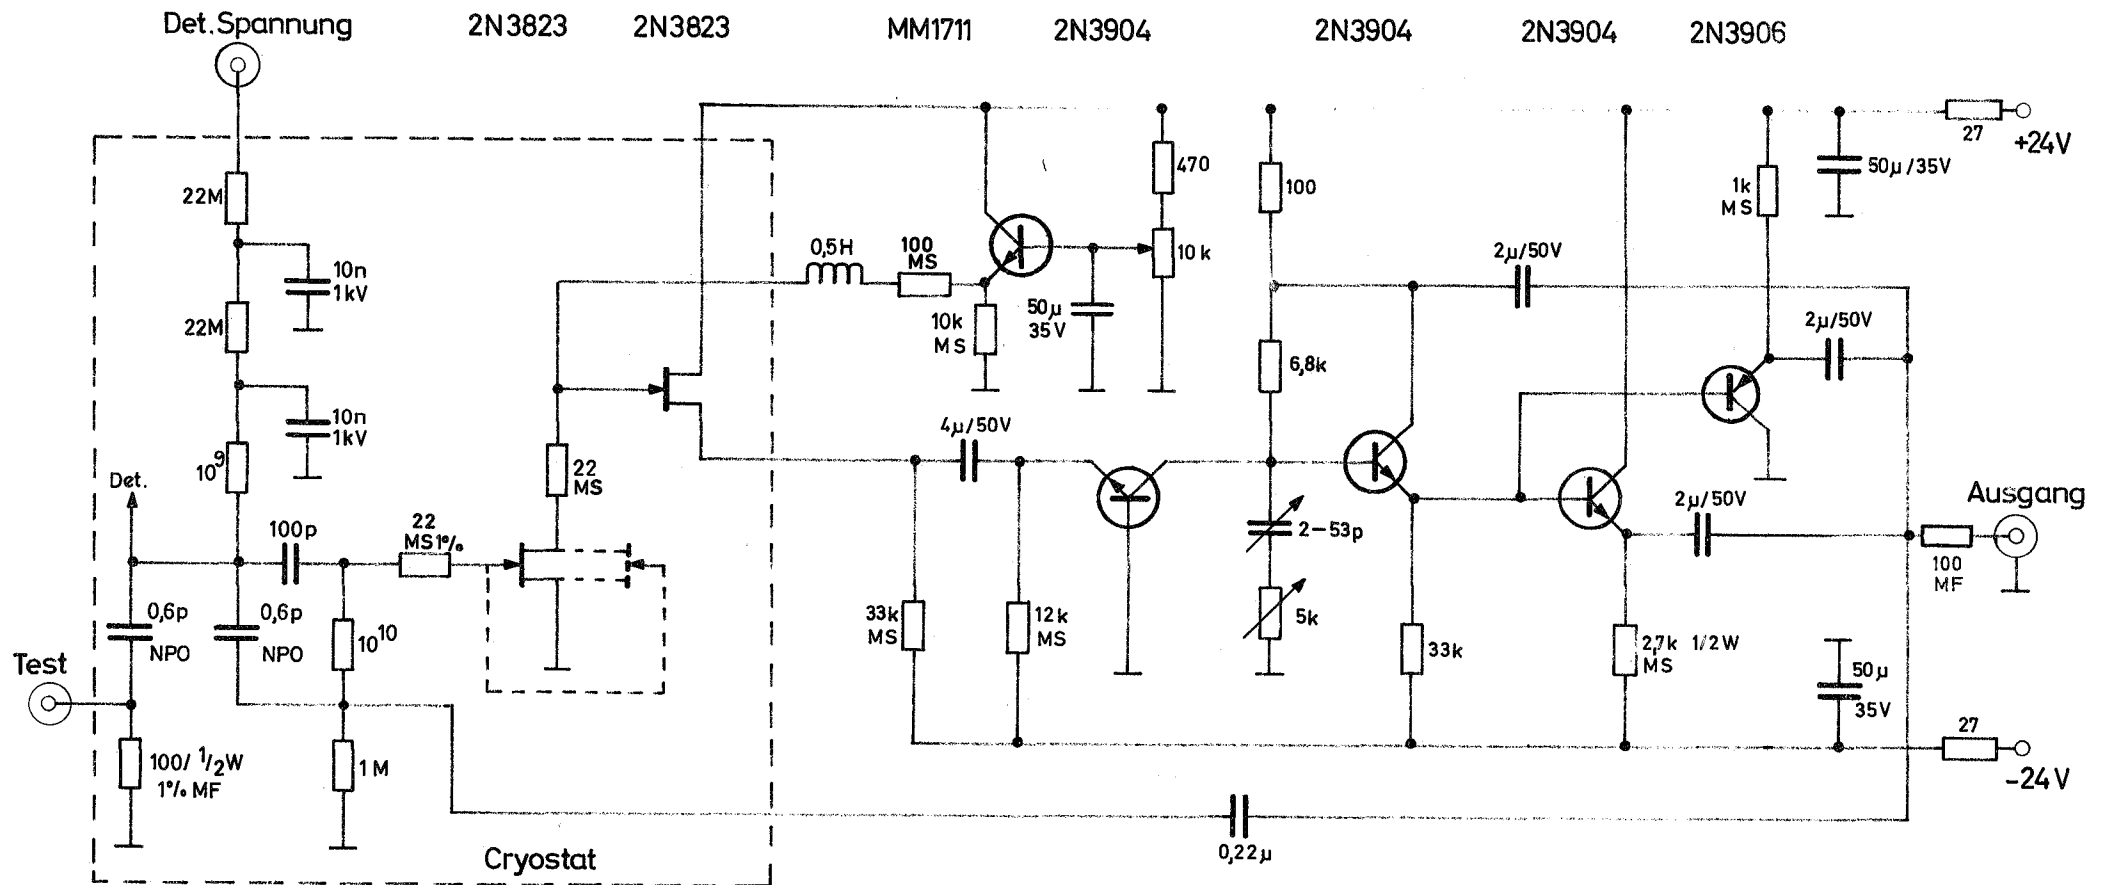 Det. Spannung
2N3823
2N3823
MM1711
2N3904
2N3904
2N3904
2N3906
22M
10n
1kV
22M
10n
1kV
10⁹
Det.
100p
22
MS1%
22
MS
0,6p
NPO
0,6p
NPO
10¹⁰
Test
100/ 1/2W
1% MF
1M
Cryostat
0,5H
100
MS
10k
MS
50µ
35V
470
10k
4µ/50V
33k
MS
12k
MS
100
6,8k
2–53p
5k
33k
2µ/50V
2µ/50V
2µ/50V
1k
MS
50µ/35V
27
+24V
2,7k 1/2W
MS
Ausgang
100
MF
50µ
35V
27
–24V
0,22µ